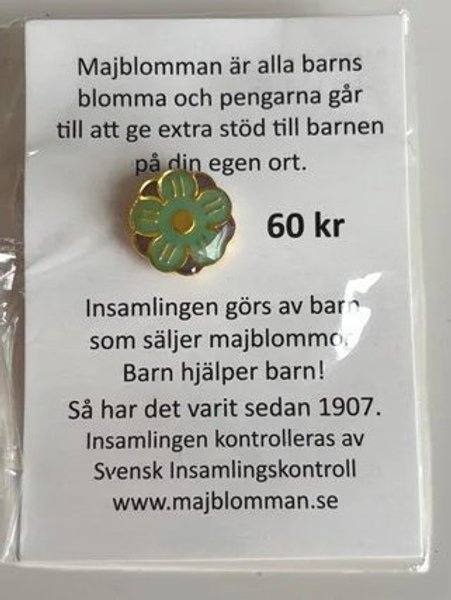 Majblomman är alla barns
blomma och pengarna går
till att ge extra stöd till barnen
på din egen ort.
60 kr
Insamlingen görs av barn
som säljer majblommor.
Barn hjälper barn!
Så har det varit sedan 1907.
Insamlingen kontrolleras av
Svensk Insamlingskontroll
www.majblomman.se